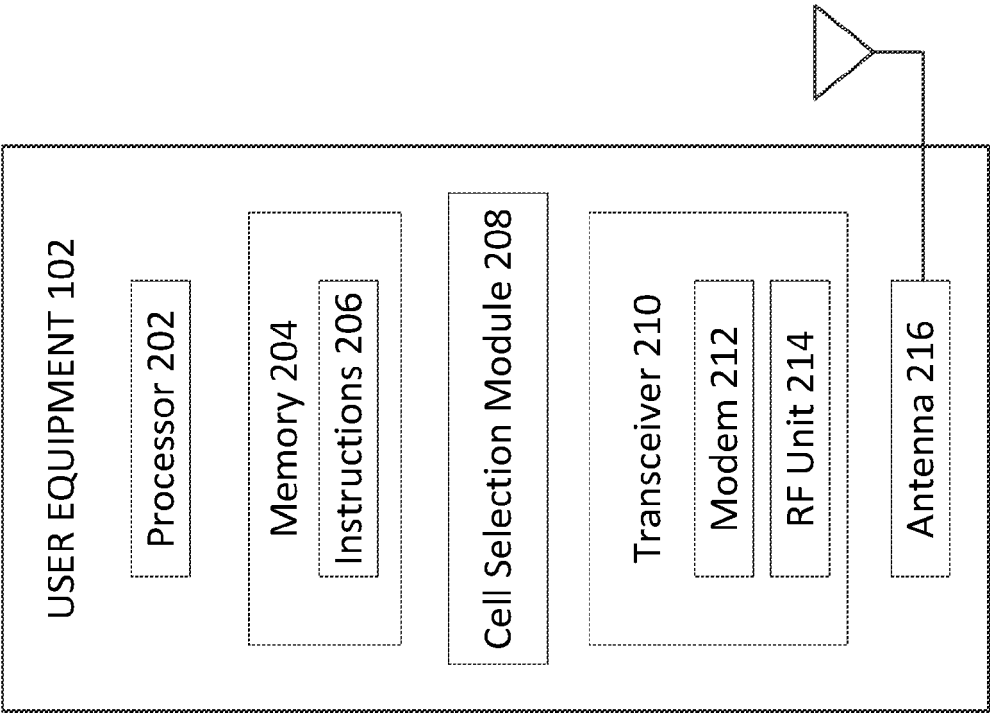 USER EQUIPMENT 102
Processor 202
Memory 204
Instructions 206
Cell Selection Module 208
Transceiver 210
Modem 212
RF Unit 214
Antenna 216